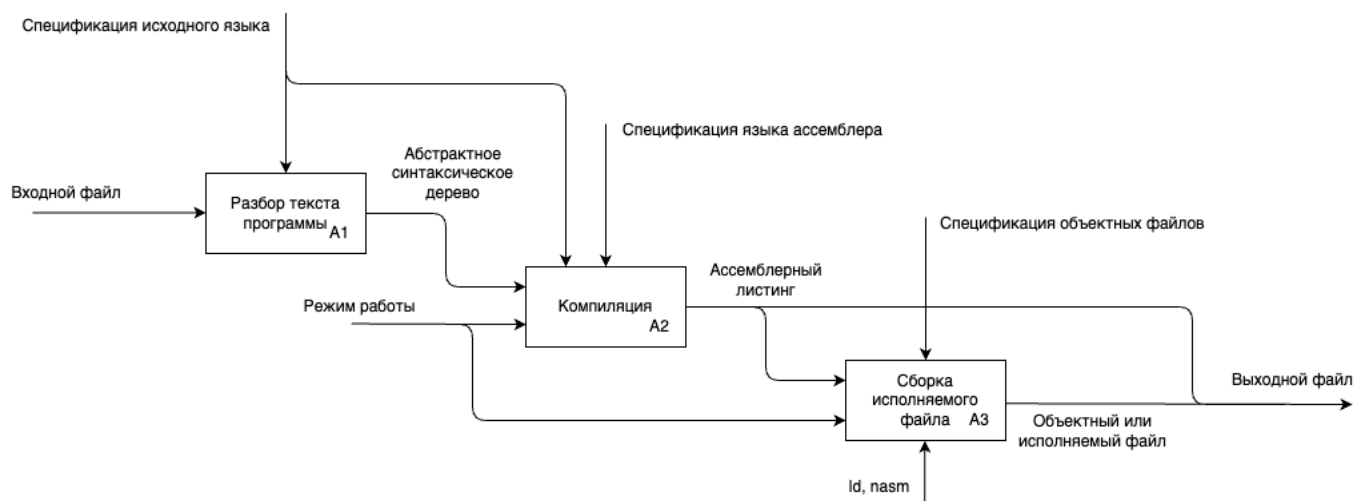 Спецификация исходного языка
Спецификация языка ассемблера
Абстрактное
синтаксическое
дерево
Входной файл
Разбор текста
программы
A1
Спецификация объектных файлов
Ассемблерный
листинг
Режим работы
Компиляция
A2
Сборка
исполняемого
файла
A3
Выходной файл
Объектный или
исполняемый файл
ld, nasm